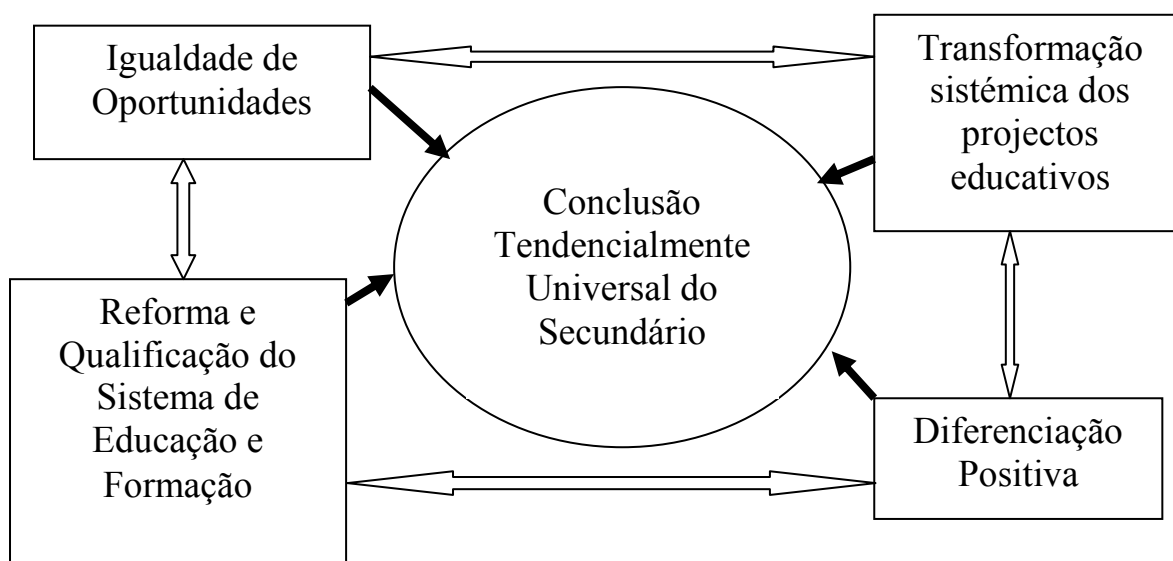 Igualdade de
Oportunidades
Transformação
sistémica dos
projectos
educativos
Conclusão
Tendencialmente
Universal do
Secundário
Reforma e
Qualificação do
Sistema de
Educação e
Formação
Diferenciação
Positiva